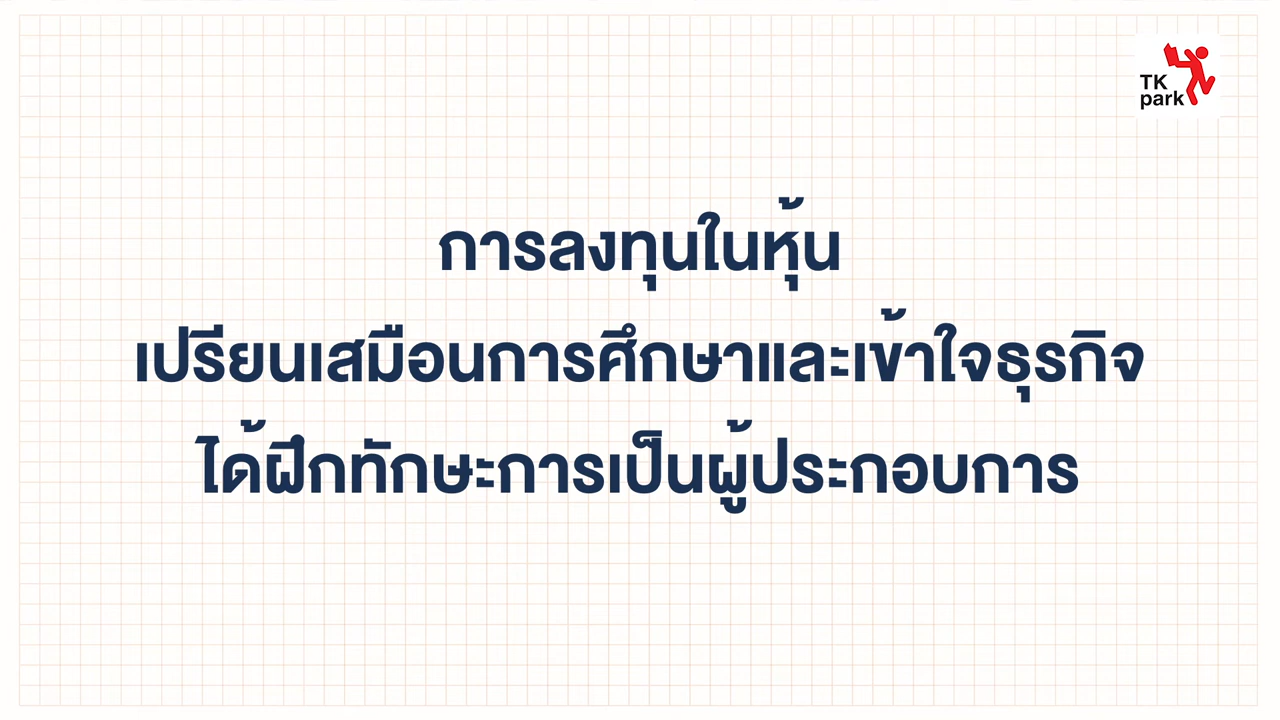 TK
park
การลงทุนในหุ้น
เปรียนเสมือนการศึกษาและเข้าใจธุรกิจ
ได้ฝึกทักษะการเป็นผู้ประกอบการ